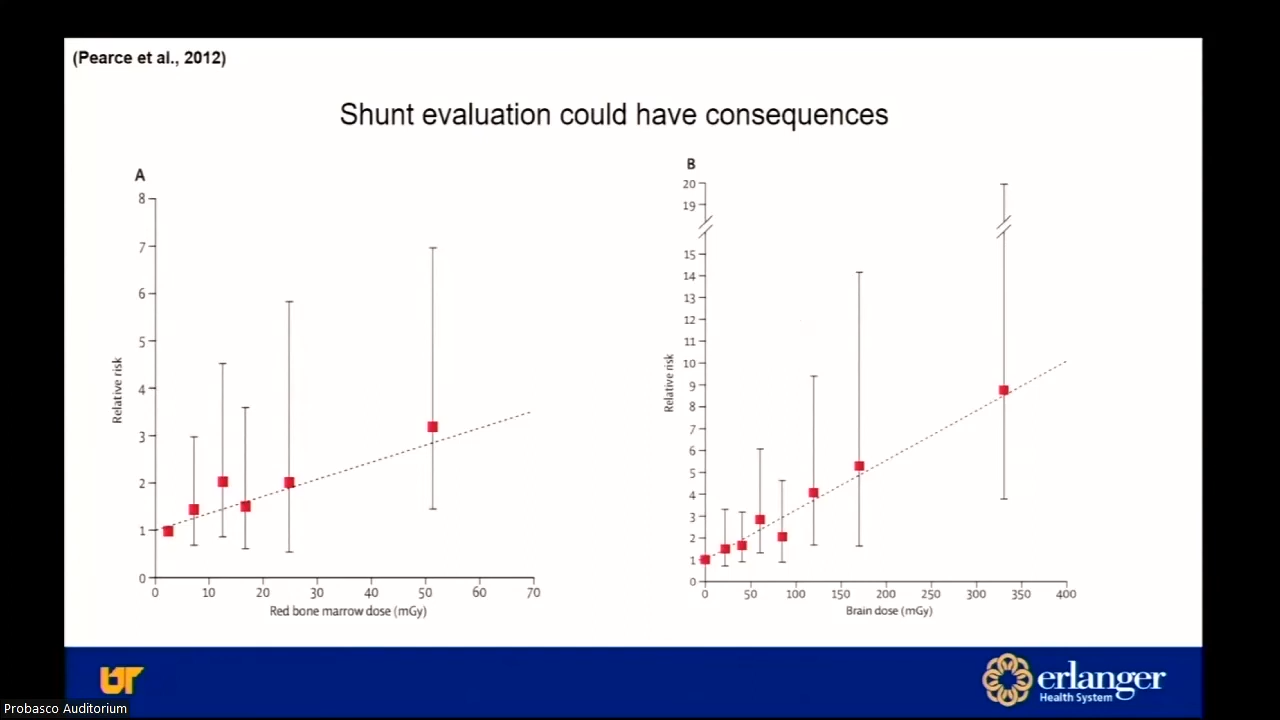 (Pearce et al., 2012)
Shunt evaluation could have consequences
A
8
7
6
5
4
3
2
1
0
Relative risk
0 10 20 30 40 50 60 70
Red bone marrow dose (mGy)
B
20
19
15
14
13
12
11
10
9
8
7
6
5
4
3
2
1
0
Relative risk
0 50 100 150 200 250 300 350 400
Brain dose (mGy)
UT
erlanger
Health System
Probasco Auditorium